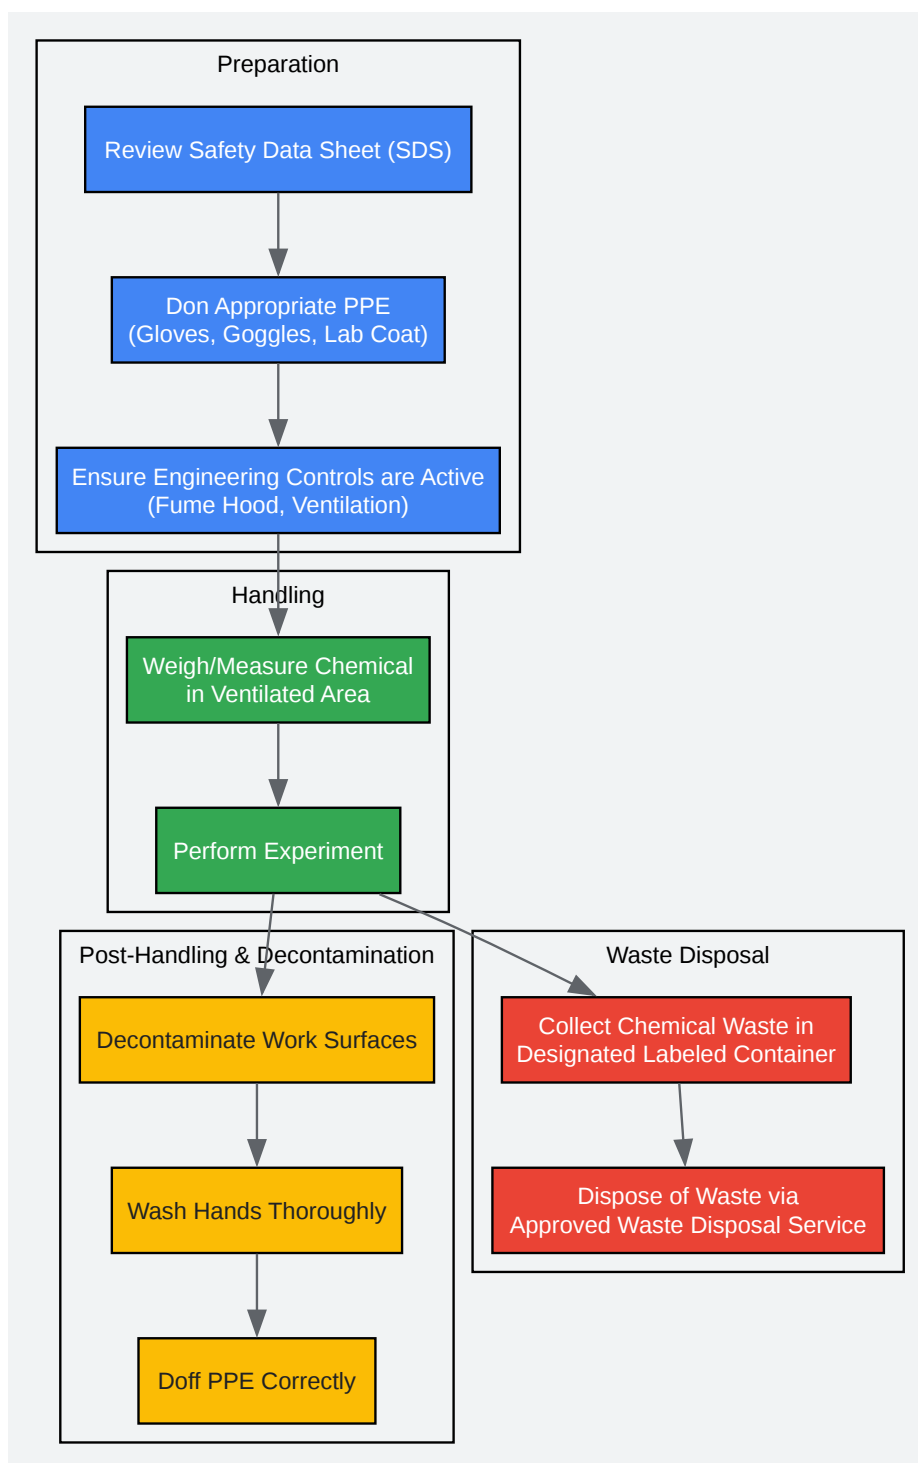 Preparation
Review Safety Data Sheet (SDS)
Don Appropriate PPE
(Gloves, Goggles, Lab Coat)
Ensure Engineering Controls are Active
(Fume Hood, Ventilation)
Handling
Weigh/Measure Chemical
in Ventilated Area
Perform Experiment
Post-Handling & Decontamination
Decontaminate Work Surfaces
Wash Hands Thoroughly
Doff PPE Correctly
Waste Disposal
Collect Chemical Waste in
Designated Labeled Container
Dispose of Waste via
Approved Waste Disposal Service